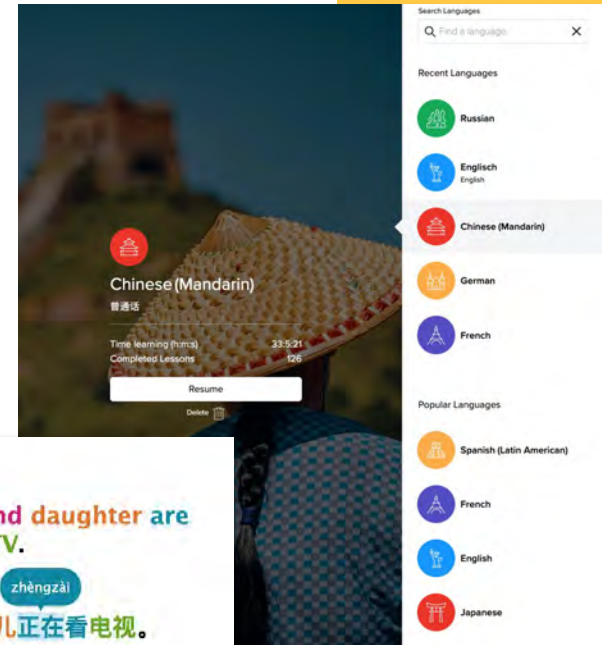 Search Languages
Find a language
Recent Languages
Russian
Englisch
English
Chinese (Mandarin)
German
French
Popular Languages
Spanish (Latin American)
French
English
Japanese
Chinese (Mandarin)
普通话
Time learning (h:m:s) 33:5:21
Completed Lessons 126
Resume
Delete
nd daughter are
V.
zhèngzài
儿正在看电视。